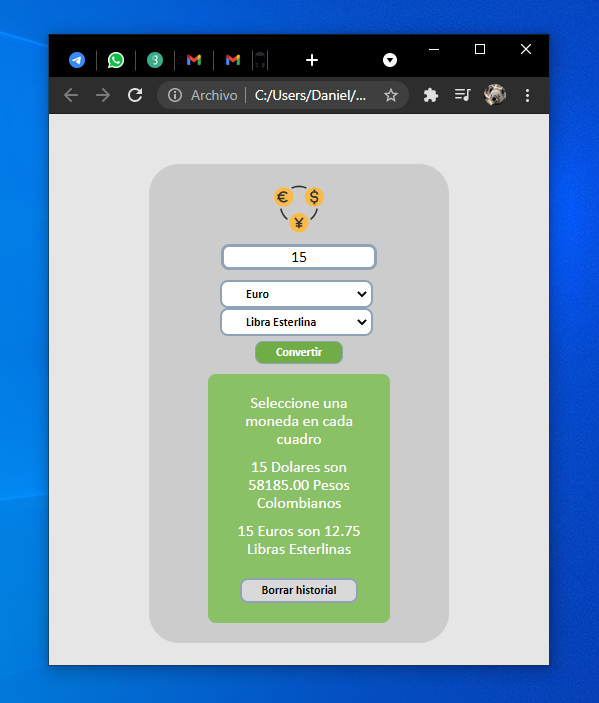 3
Archivo
C:/Users/Daniel/...
€ $
¥
15
Euro
Libra Esterlina
Convertir
Seleccione una
moneda en cada
cuadro
15 Dolares son
58185.00 Pesos
Colombianos
15 Euros son 12.75
Libras Esterlinas
Borrar historial